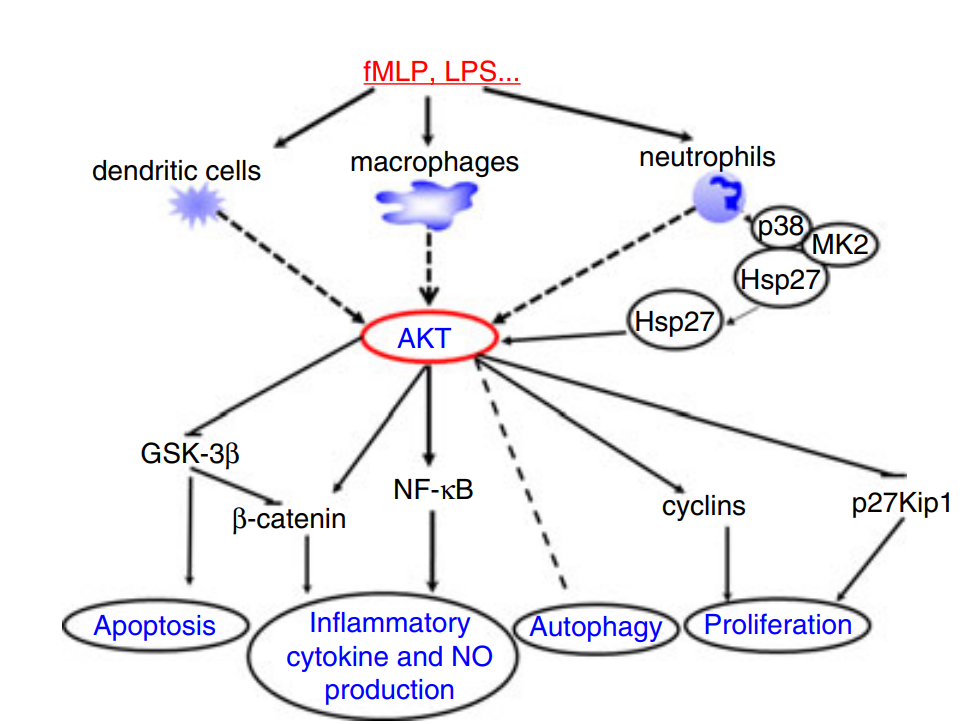 fMLP, LPS...
dendritic cells
macrophages
neutrophils
p38
MK2
Hsp27
Hsp27
AKT
GSK-3β
β-catenin
NF-κB
cyclins
p27Kip1
Apoptosis
Inflammatory
cytokine and NO
production
Autophagy
Proliferation